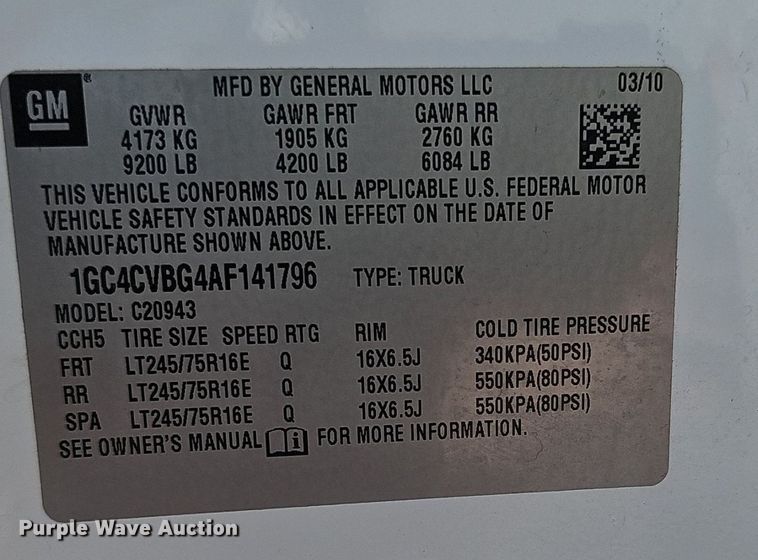 GM ® MFD BY GENERAL MOTORS LLC 03/10
GVWR GAWR FRT GAWR RR
4173 KG 1905 KG 2760 KG
9200 LB 4200 LB 6084 LB
THIS VEHICLE CONFORMS TO ALL APPLICABLE U.S. FEDERAL MOTOR
VEHICLE SAFETY STANDARDS IN EFFECT ON THE DATE OF
MANUFACTURE SHOWN ABOVE.
1GC4CVBG4AF141796 TYPE: TRUCK
MODEL: C20943
CCH5 TIRE SIZE SPEED RTG RIM COLD TIRE PRESSURE
FRT LT245/75R16E Q 16X6.5J 340KPA(50PSI)
RR LT245/75R16E Q 16X6.5J 550KPA(80PSI)
SPA LT245/75R16E Q 16X6.5J 550KPA(80PSI)
SEE OWNER'S MANUAL i FOR MORE INFORMATION.
Purple Wave Auction